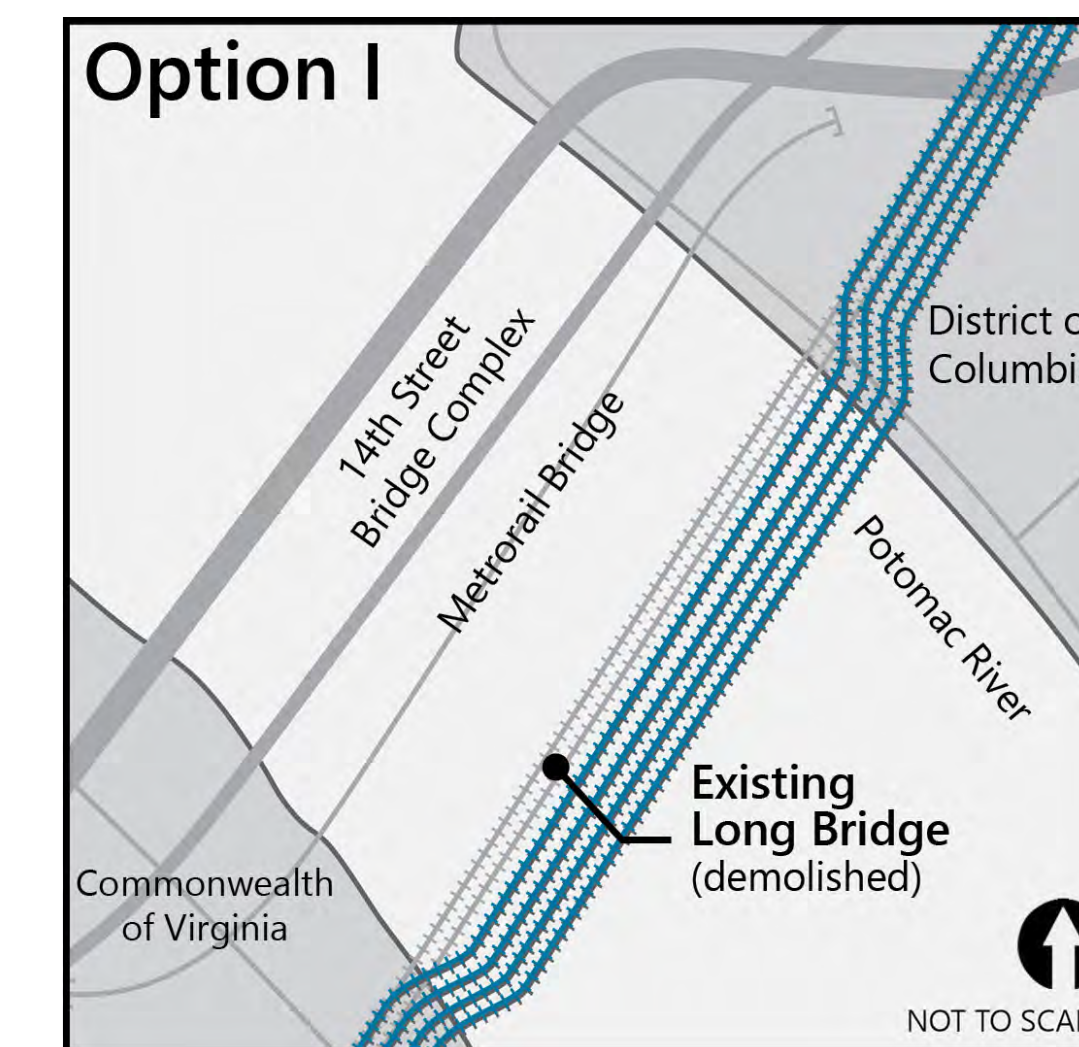 Option I
14th Street
Bridge Complex
Metrorail Bridge
District o
Columbi
Potomac River
Existing
Long Bridge
(demolished)
Commonwealth
of Virginia
NOT TO SCAL